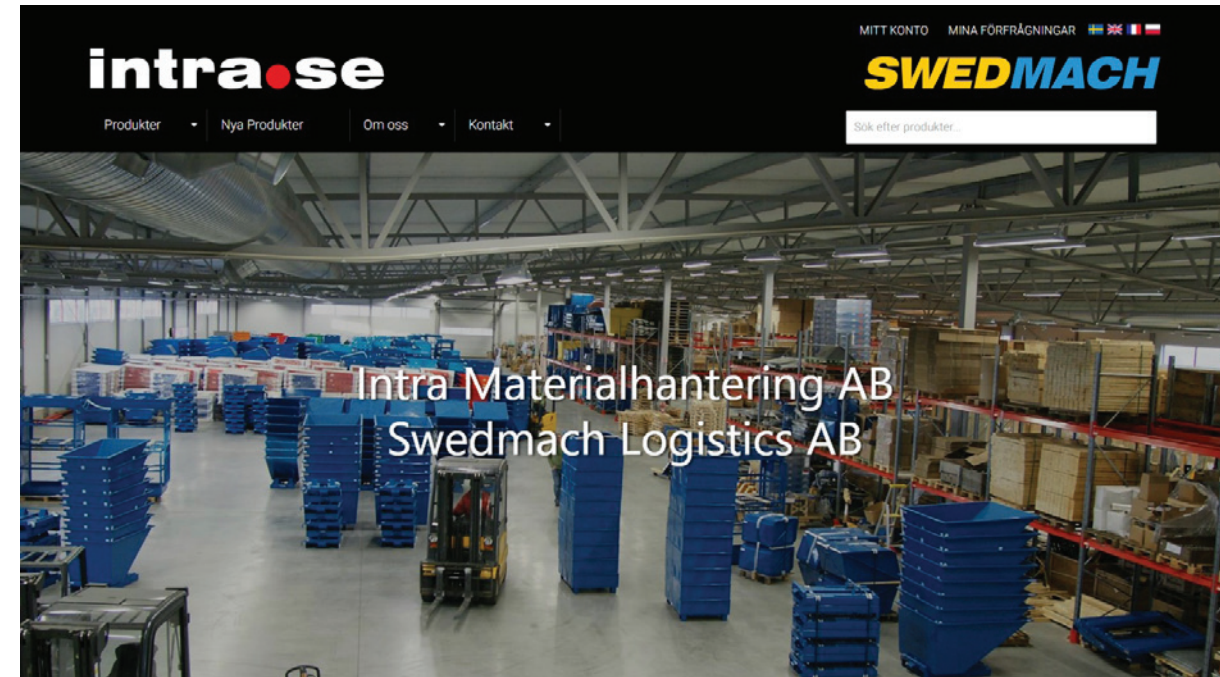 MITT KONTO MINA FÖRFRÅGNINGAR
intra.se
SWEDMACH
Produkter Nya Produkter Om oss Kontakt
Sök efter produkter...
Intra Materialhantering AB
Swedmach Logistics AB